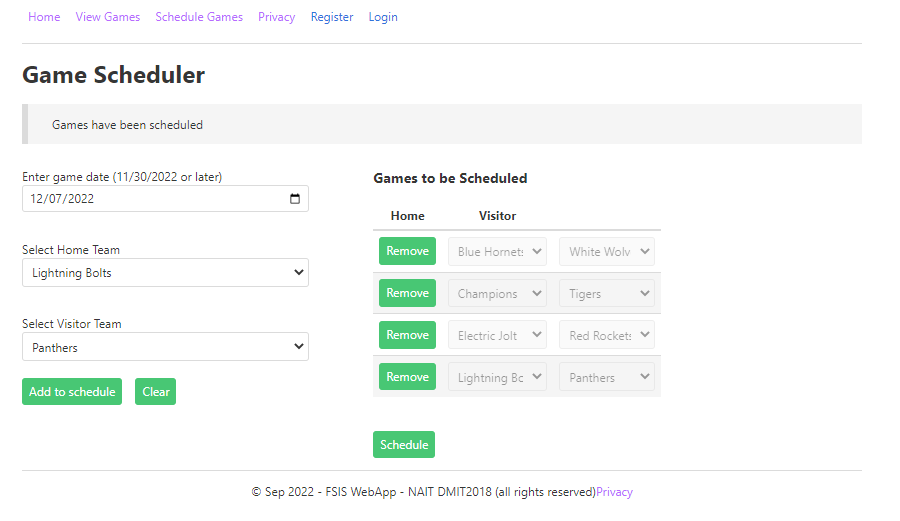 Home View Games Schedule Games Privacy Register Login
Game Scheduler
Games have been scheduled
Enter game date (11/30/2022 or later)
12/07/2022
Select Home Team
Lightning Bolts
Select Visitor Team
Panthers
Add to schedule Clear
Games to be Scheduled
Home Visitor
Remove Blue Hornets White Wolv
Remove Champions Tigers
Remove Electric Jolt Red Rockets
Remove Lightning Bo Panthers
Schedule
© Sep 2022 - FSIS WebApp - NAIT DMIT2018 (all rights reserved)Privacy